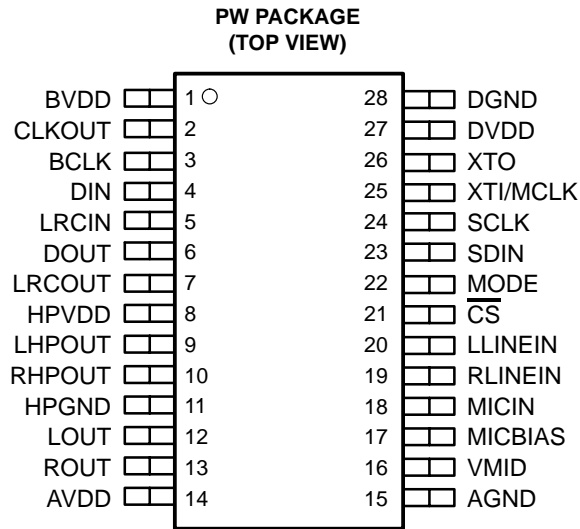 PW PACKAGE
(TOP VIEW)
BVDD 1 28 DGND
CLKOUT 2 27 DVDD
BCLK 3 26 XTO
DIN 4 25 XTI/MCLK
LRCIN 5 24 SCLK
DOUT 6 23 SDIN
LRCOUT 7 22 MODE
HPVDD 8 21 C̅S̅
LHPOUT 9 20 LLINEIN
RHPOUT 10 19 RLINEIN
HPGND 11 18 MICIN
LOUT 12 17 MICBIAS
ROUT 13 16 VMID
AVDD 14 15 AGND